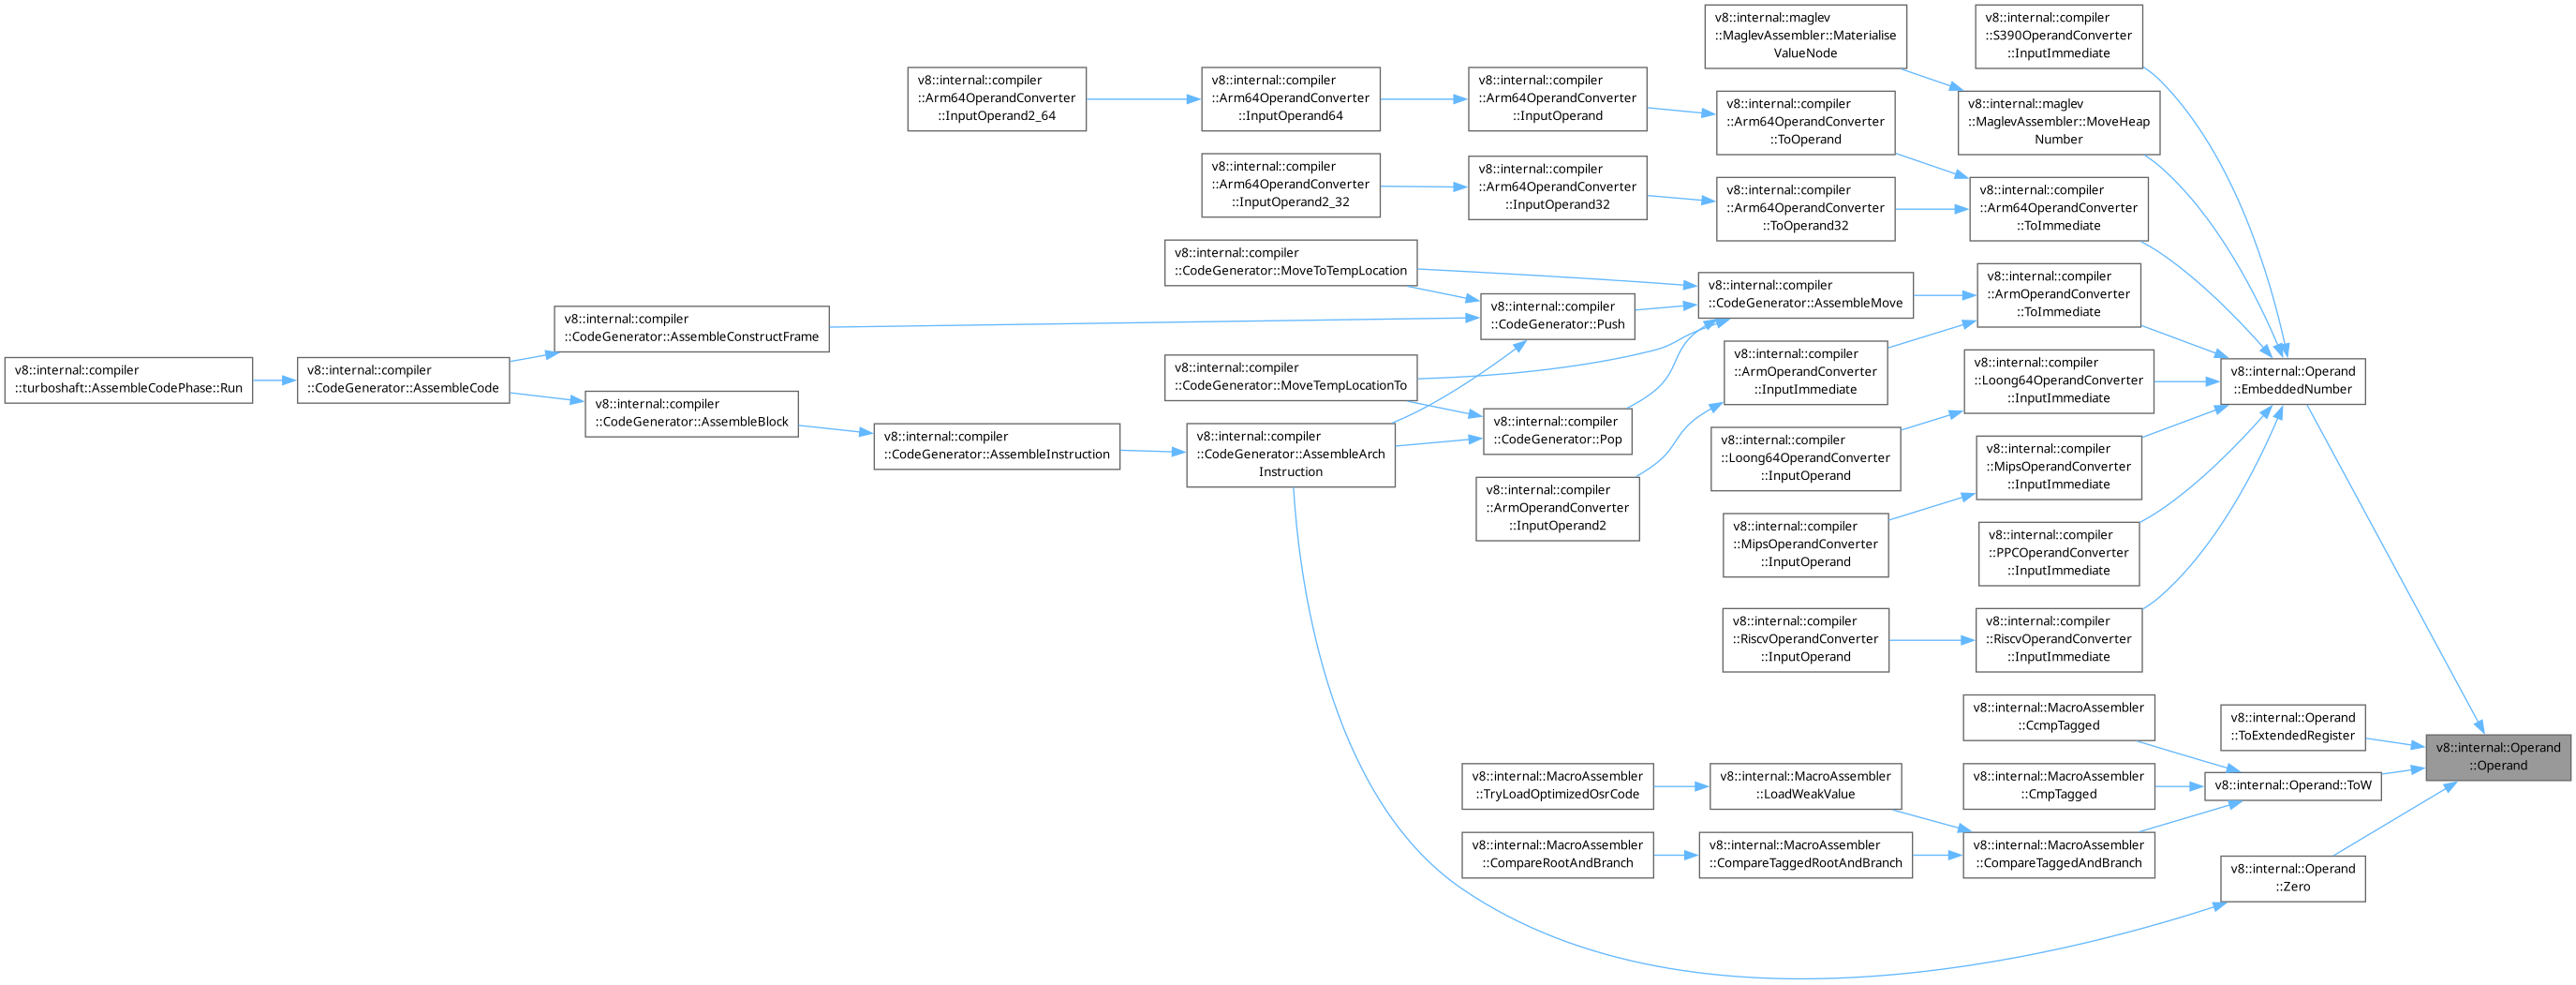 v8::internal::maglev
::MaglevAssembler::Materialise
ValueNode
v8::internal::compiler
::S390OperandConverter
::InputImmediate
v8::internal::compiler
::Arm64OperandConverter
::InputOperand2_64
v8::internal::compiler
::Arm64OperandConverter
::InputOperand64
v8::internal::compiler
::Arm64OperandConverter
::InputOperand
v8::internal::compiler
::Arm64OperandConverter
::ToOperand
v8::internal::maglev
::MaglevAssembler::MoveHeap
Number
v8::internal::compiler
::Arm64OperandConverter
::InputOperand2_32
v8::internal::compiler
::Arm64OperandConverter
::InputOperand32
v8::internal::compiler
::Arm64OperandConverter
::ToOperand32
v8::internal::compiler
::Arm64OperandConverter
::ToImmediate
v8::internal::compiler
::CodeGenerator::MoveToTempLocation
v8::internal::compiler
::CodeGenerator::AssembleMove
v8::internal::compiler
::ArmOperandConverter
::ToImmediate
v8::internal::compiler
::CodeGenerator::Push
v8::internal::compiler
::CodeGenerator::AssembleConstructFrame
v8::internal::compiler
::turboshaft::AssembleCodePhase::Run
v8::internal::compiler
::CodeGenerator::AssembleCode
v8::internal::compiler
::CodeGenerator::MoveTempLocationTo
v8::internal::compiler
::ArmOperandConverter
::InputImmediate
v8::internal::compiler
::Loong64OperandConverter
::InputImmediate
v8::internal::Operand
::EmbeddedNumber
v8::internal::compiler
::CodeGenerator::AssembleBlock
v8::internal::compiler
::CodeGenerator::AssembleInstruction
v8::internal::compiler
::CodeGenerator::AssembleArch
Instruction
v8::internal::compiler
::CodeGenerator::Pop
v8::internal::compiler
::Loong64OperandConverter
::InputOperand
v8::internal::compiler
::MipsOperandConverter
::InputImmediate
v8::internal::compiler
::ArmOperandConverter
::InputOperand2
v8::internal::compiler
::MipsOperandConverter
::InputOperand
v8::internal::compiler
::PPCOperandConverter
::InputImmediate
v8::internal::compiler
::RiscvOperandConverter
::InputOperand
v8::internal::compiler
::RiscvOperandConverter
::InputImmediate
v8::internal::MacroAssembler
::CcmpTagged
v8::internal::Operand
::ToExtendedRegister
v8::internal::Operand
::Operand
v8::internal::MacroAssembler
::TryLoadOptimizedOsrCode
v8::internal::MacroAssembler
::LoadWeakValue
v8::internal::MacroAssembler
::CmpTagged
v8::internal::Operand::ToW
v8::internal::MacroAssembler
::CompareRootAndBranch
v8::internal::MacroAssembler
::CompareTaggedRootAndBranch
v8::internal::MacroAssembler
::CompareTaggedAndBranch
v8::internal::Operand
::Zero